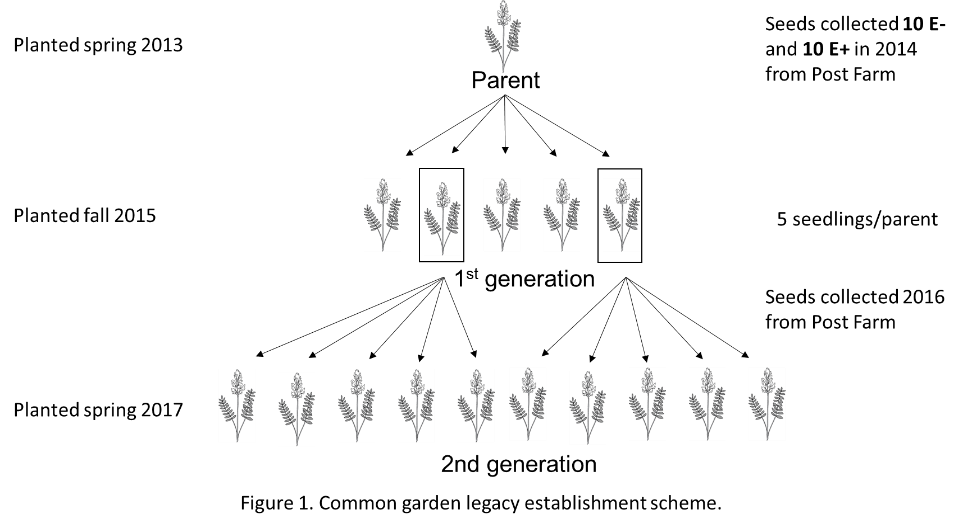 Planted spring 2013
Seeds collected 10 E-
and 10 E+ in 2014
from Post Farm
Parent
Planted fall 2015
5 seedlings/parent
1st generation
Seeds collected 2016
from Post Farm
Planted spring 2017
2nd generation
Figure 1. Common garden legacy establishment scheme.